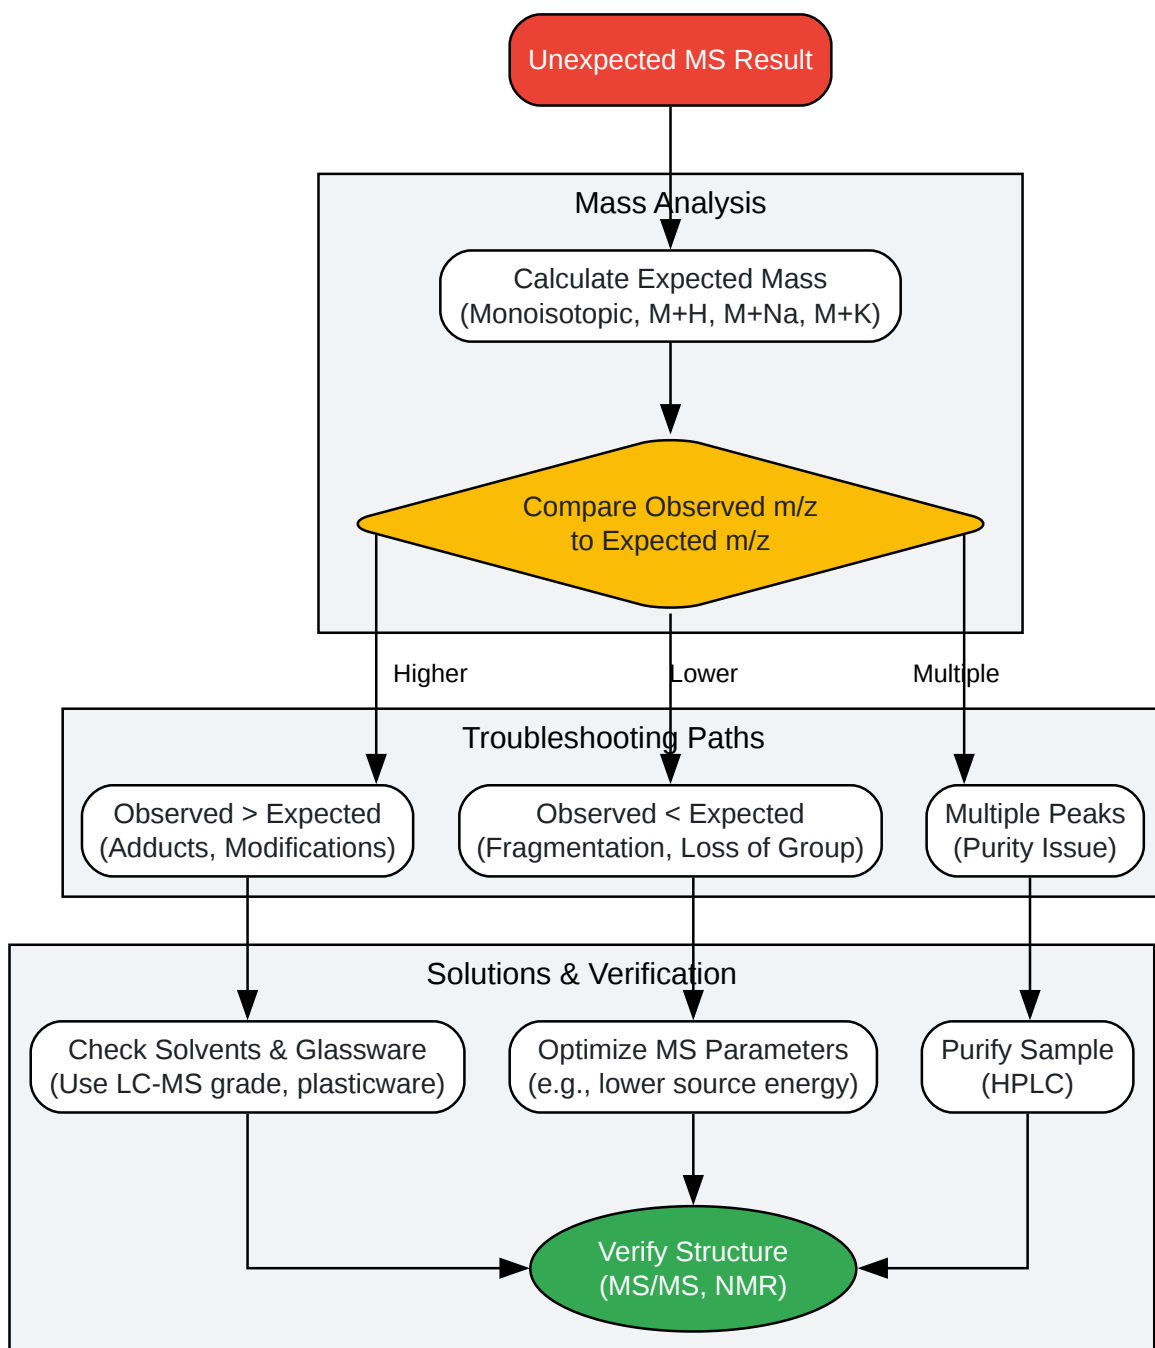 Unexpected MS Result
Mass Analysis
Calculate Expected Mass
(Monoisotopic, M+H, M+Na, M+K)
Compare Observed m/z
to Expected m/z
Higher
Lower
Multiple
Troubleshooting Paths
Observed > Expected
(Adducts, Modifications)
Observed < Expected
(Fragmentation, Loss of Group)
Multiple Peaks
(Purity Issue)
Solutions & Verification
Check Solvents & Glassware
(Use LC-MS grade, plasticware)
Optimize MS Parameters
(e.g., lower source energy)
Purify Sample
(HPLC)
Verify Structure
(MS/MS, NMR)